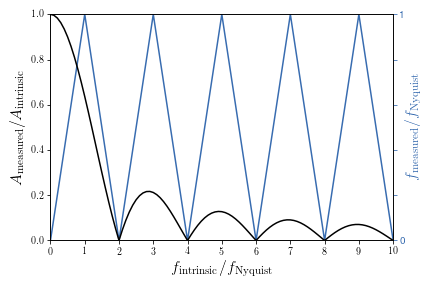 1.0
0.8
0.6
0.4
0.2
0.0
A_measured/A_intrinsic
0 1 2 3 4 5 6 7 8 9 10
f_intrinsic/f_Nyquist
1
0
f_measured/f_Nyquist